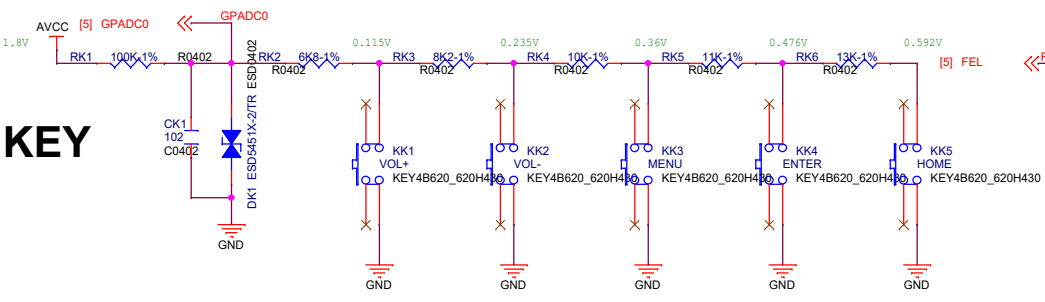 AVCC
[5] GPADC0
GPADC0
1.8V
0.115V
0.235V
0.36V
0.476V
0.592V
RK1
100K-1%
R0402
RK2
6K8-1%
R0402
RK3
8K2-1%
R0402
RK4
10K-1%
R0402
RK5
11K-1%
R0402
RK6
13K-1%
R0402
[5] FEL
KEY
CK1
102
C0402
DK1 ESD5451X-2/TR ESD0402
KK1
VOL+
KEY4B620_620H430
KK2
VOL-
KEY4B620_620H430
KK3
MENU
KEY4B620_620H430
KK4
ENTER
KEY4B620_620H430
KK5
HOME
KEY4B620_620H430
GND
GND
GND
GND
GND
GND